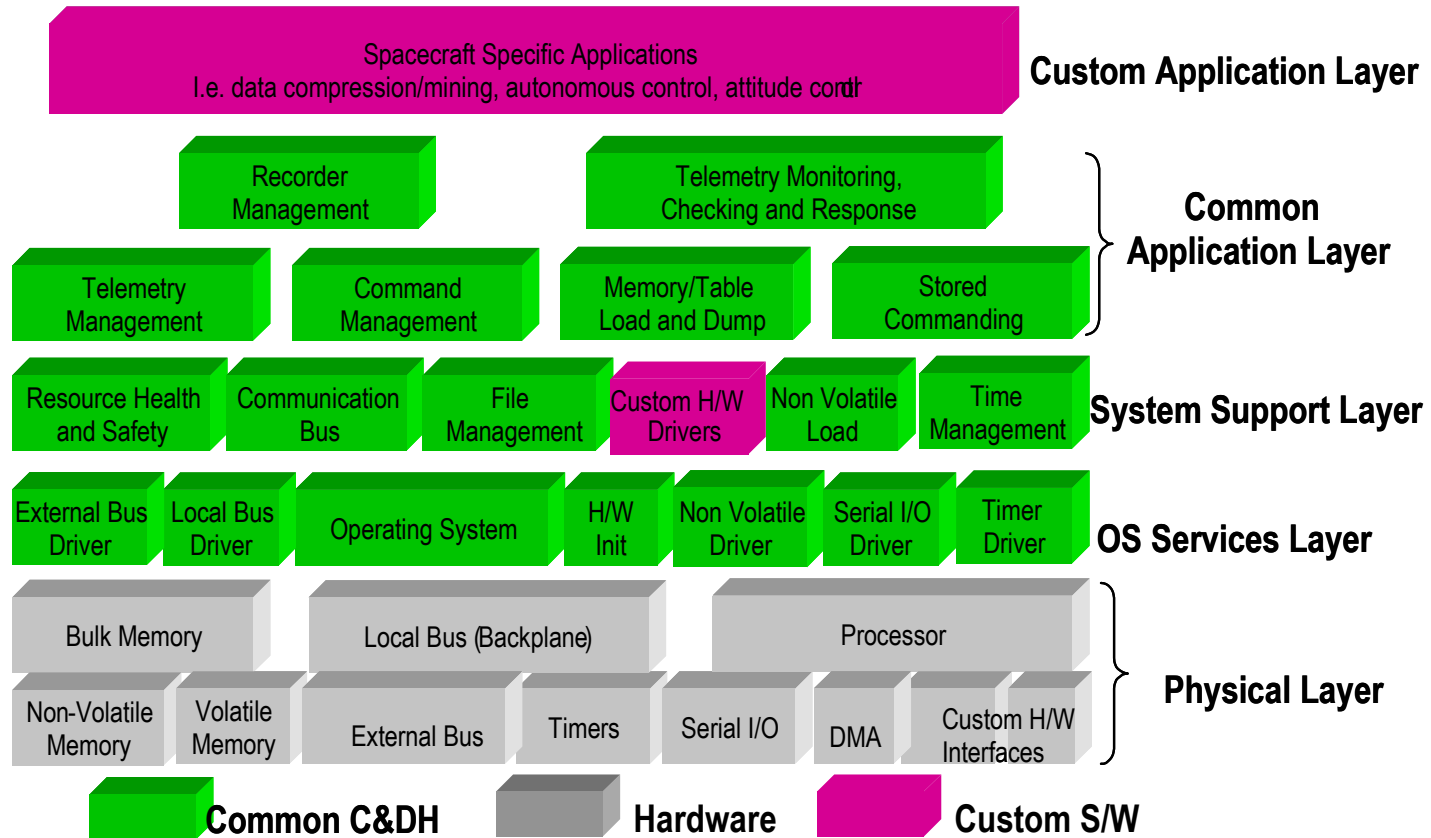 Spacecraft Specific Applications
I.e. data compression/mining, autonomous control, attitude
Custom Application Layer
Recorder
Management
Telemetry Monitoring,
Checking and Response
Common
Application Layer
Telemetry
Management
Command
Management
Memory/Table
Load and Dump
Stored
Commanding
Resource Health
and Safety
Communication
Bus
File
Management
Custom H/W
Drivers
Non Volatile
Load
Time
Management
System Support Layer
External Bus
Driver
Local Bus
Driver
Operating System
H/W
Init
Non Volatile
Driver
Serial I/O
Driver
Timer
Driver
OS Services Layer
Bulk Memory
Local Bus (Backplane)
Processor
Physical Layer
Non-Volatile
Memory
Volatile
Memory
External Bus
Timers
Serial I/O
DMA
Custom H/W
Interfaces
Common C&DH
Hardware
Custom S/W